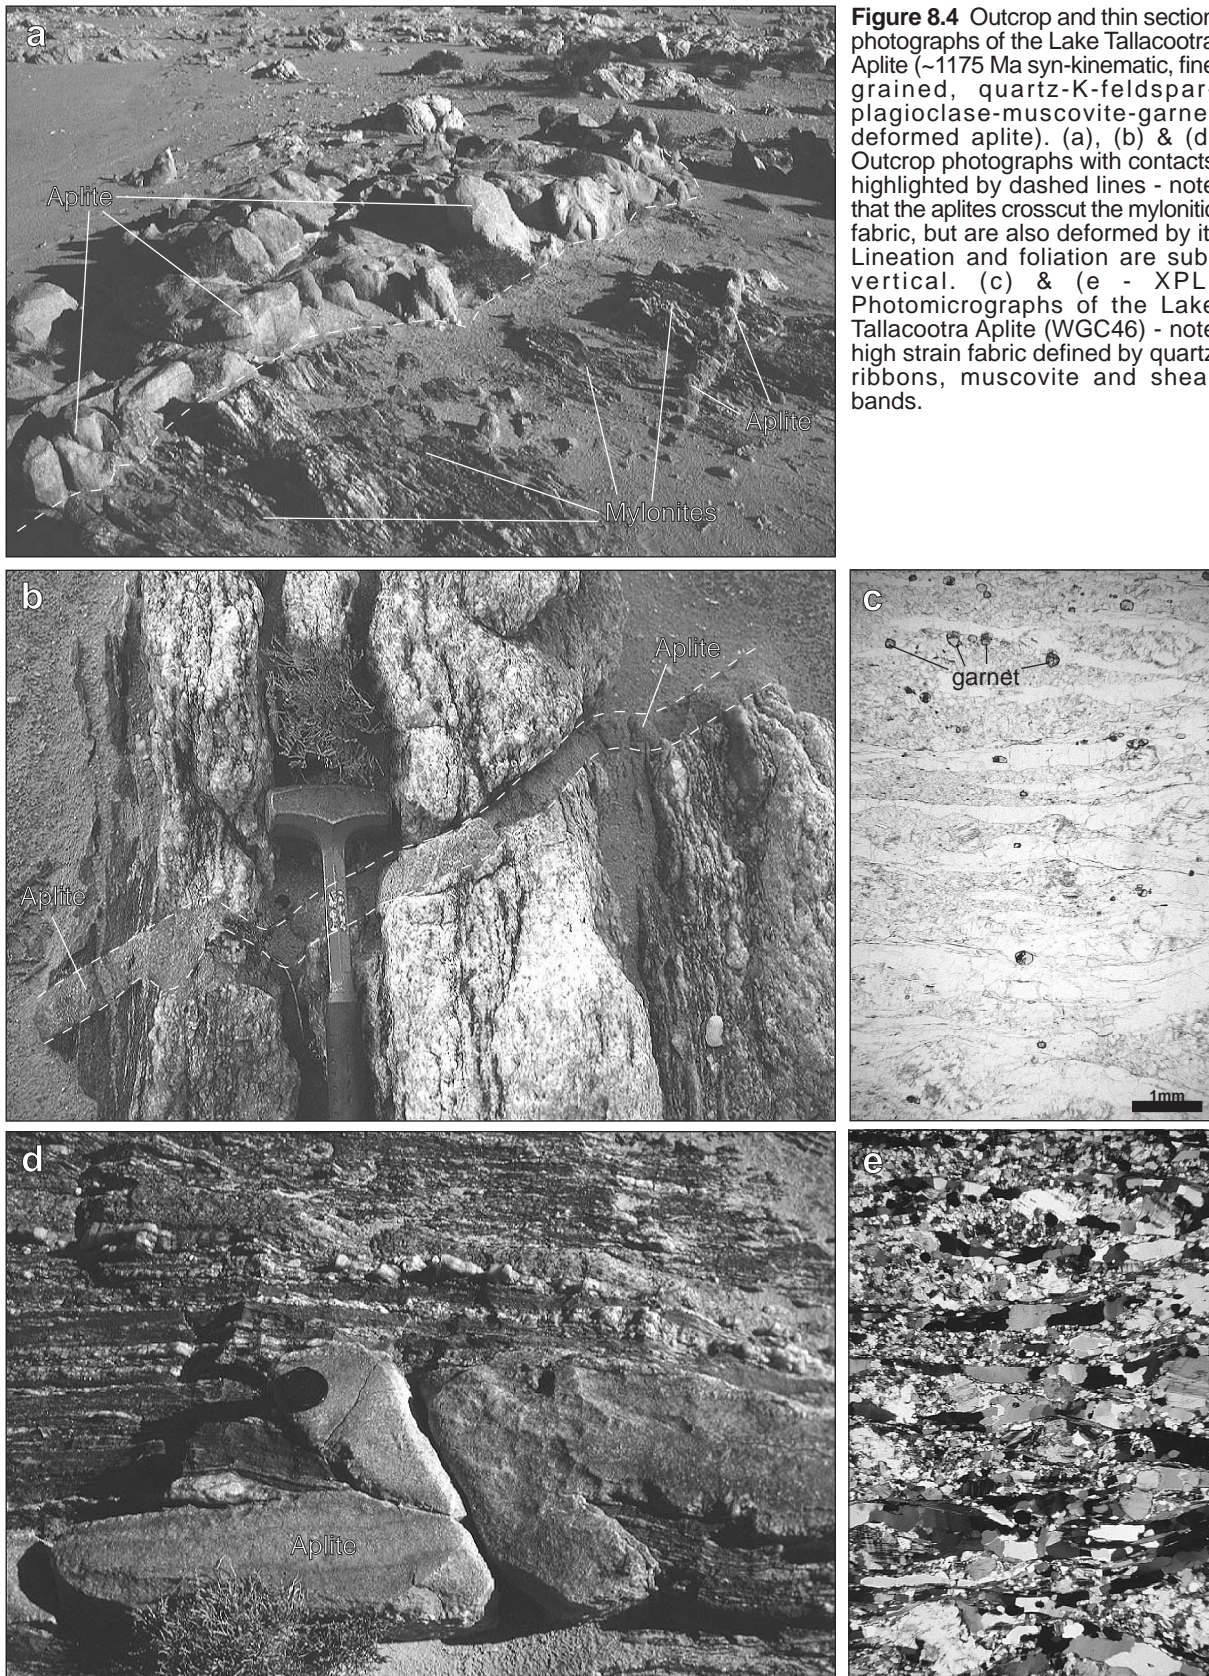 a
Aplite
Aplite
Mylonites
Figure 8.4 Outcrop and thin section
photographs of the Lake Tallacootra
Aplite (~1175 Ma syn-kinematic, fine
grained, quartz-K-feldspar-
plagioclase-muscovite-garne
deformed aplite). (a), (b) & (d
Outcrop photographs with contacts
highlighted by dashed lines - note
that the aplites crosscut the mylonitic
fabric, but are also deformed by it
Lineation and foliation are sub
vertical. (c) & (e - XPL
Photomicrographs of the Lake
Tallacootra Aplite (WGC46) - note
high strain fabric defined by quartz
ribbons, muscovite and shea
bands.
b
Aplite
Aplite
c
garnet
1mm
d
Aplite
e